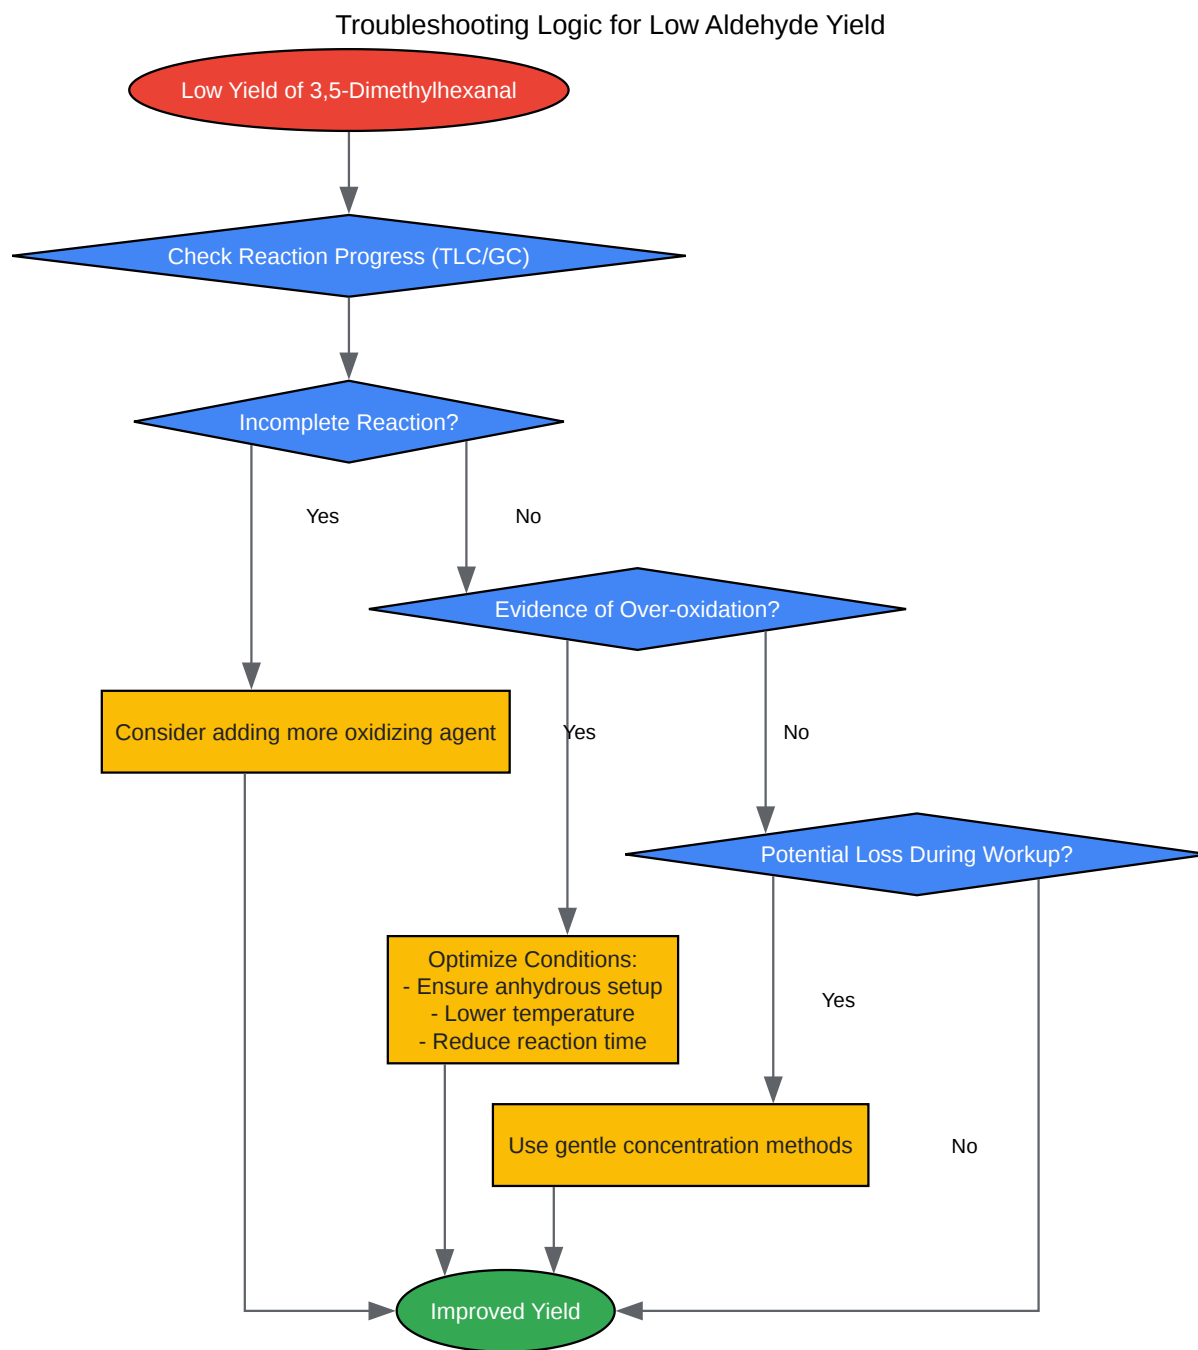 Troubleshooting Logic for Low Aldehyde Yield
Low Yield of 3,5-Dimethylhexanal
Check Reaction Progress (TLC/GC)
Incomplete Reaction?
Yes
No
Evidence of Over-oxidation?
Consider adding more oxidizing agent
Yes
No
Potential Loss During Workup?
Optimize Conditions:
- Ensure anhydrous setup
- Lower temperature
- Reduce reaction time
Yes
Use gentle concentration methods
No
Improved Yield